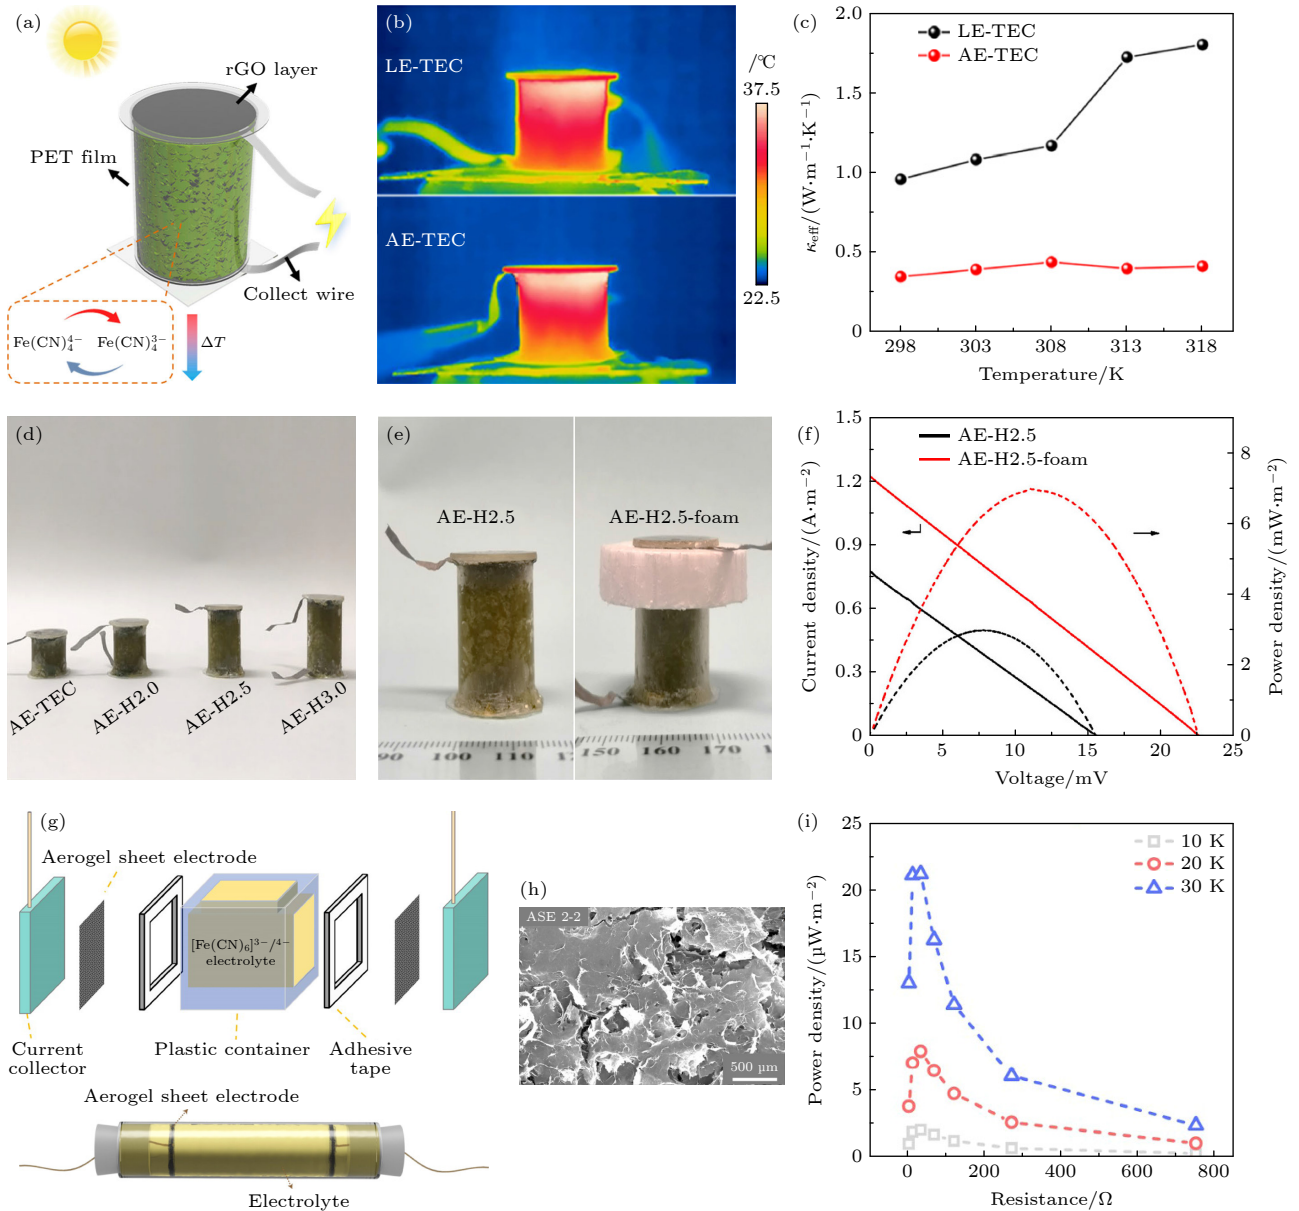 (a)
rGO layer
PET film
Collect wire
Fe(CN)₄⁴⁻ Fe(CN)₄³⁻
ΔT
(b)
LE-TEC
AE-TEC
/℃
37.5
22.5
(c)
LE-TEC
AE-TEC
κeff/(W·m⁻¹·K⁻¹)
2.0
1.5
1.0
0.5
0
298 303 308 313 318
Temperature/K
(d)
AE-TEC
AE-H2.0
AE-H2.5
AE-H3.0
(e)
AE-H2.5
AE-H2.5-foam
90 100 110
150 160 170
(f)
AE-H2.5
AE-H2.5-foam
Current density/(A·m⁻²)
1.5
1.2
0.9
0.6
0.3
0
Power density/(mW·m⁻²)
8
6
4
2
0
0 5 10 15 20 25
Voltage/mV
(g)
Aerogel sheet electrode
[Fe(CN)₆]³⁻/⁴⁻
electrolyte
Current
collector
Plastic container
Adhesive
tape
Aerogel sheet electrode
Electrolyte
(h)
ASE 2-2
500 µm
(i)
10 K
20 K
30 K
Power density/(µW·m⁻²)
25
20
15
10
5
0
0 200 400 600 800
Resistance/Ω